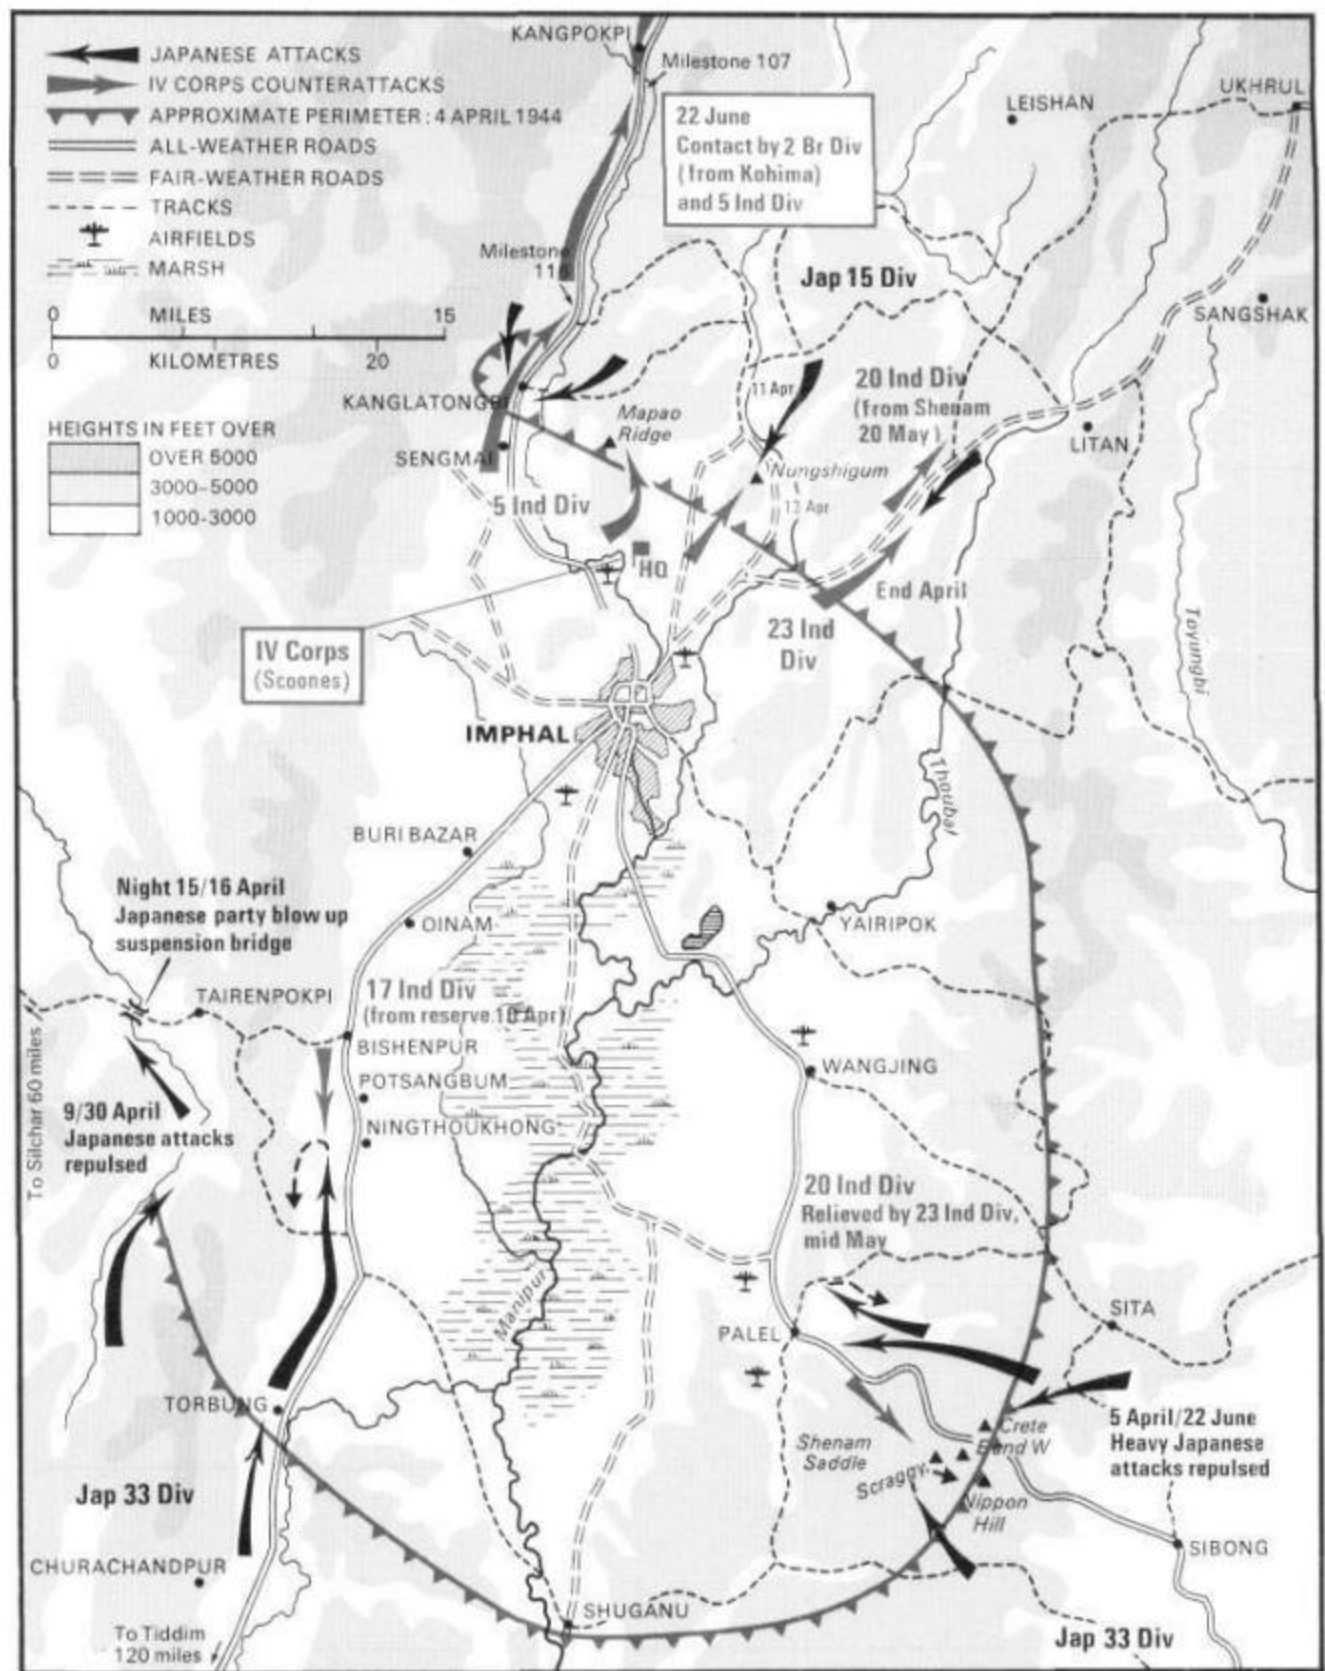 JAPANESE ATTACKS
IV CORPS COUNTERATTACKS
APPROXIMATE PERIMETER : 4 APRIL 1944
ALL-WEATHER ROADS
FAIR-WEATHER ROADS
TRACKS
AIRFIELDS
MARSH
0 MILES 15
0 KILOMETRES 20
HEIGHTS IN FEET OVER
OVER 5000
3000-5000
1000-3000
KANGPOKPI
Milestone 107
22 June
Contact by 2 Br Div
(from Kohima)
and 5 Ind Div
LEISHAN
UKHRUL
Milestone
Jap 15 Div
SANGSHAK
KANGLATONGBI
Mapao
Ridge
11 Apr
20 Ind Div
(from Shenam
20 May)
LITAN
SENGMAI
Nungshigum
5 Ind Div
13 Apr
HQ
End April
IV Corps
(Scoones)
23 Ind
Div
Toyungbi
IMPHAL
Thoubal
BURI BAZAR
Night 15/16 April
Japanese party blow up
suspension bridge
OINAM
YAIRIPOK
TAIRENPOKPI
17 Ind Div
(from reserve 10 Apr)
To Silchar 60 miles
BISHENPUR
WANGJING
POTSANGBUM
9/30 April
Japanese attacks
repulsed
NINGTHOUKHONG
20 Ind Div
Relieved by 23 Ind Div,
mid May
Manipur
SITA
PALEL
TORBUNG
Crete
B and W
5 April/22 June
Heavy Japanese
attacks repulsed
Shenam
Saddle
Scraggy
Nippon
Hill
Jap 33 Div
SIBONG
CHURACHANDPUR
SHUGANU
To Tiddim
120 miles
Jap 33 Div